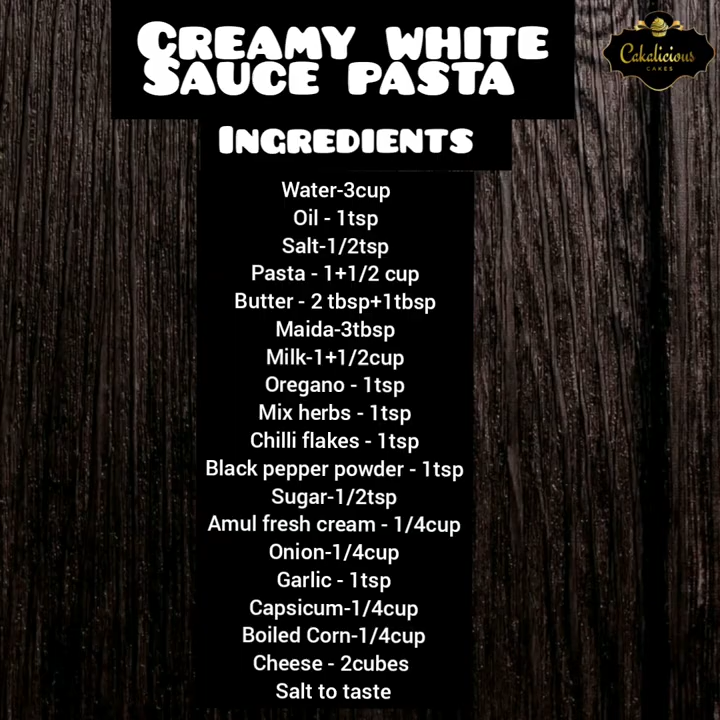 Creamy white
Sauce pasta
Cakalicious
CAKES
Ingredients
Water-3cup
Oil - 1tsp
Salt-1/2tsp
Pasta - 1+1/2 cup
Butter - 2 tbsp+1tbsp
Maida-3tbsp
Milk-1+1/2cup
Oregano - 1tsp
Mix herbs - 1tsp
Chilli flakes - 1tsp
Black pepper powder - 1tsp
Sugar-1/2tsp
Amul fresh cream - 1/4cup
Onion-1/4cup
Garlic - 1tsp
Capsicum-1/4cup
Boiled Corn-1/4cup
Cheese - 2cubes
Salt to taste